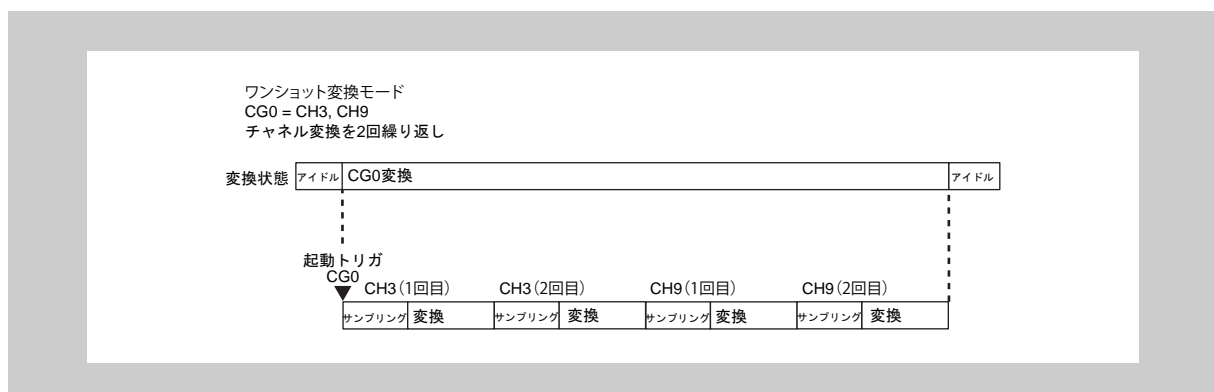 ワンショット変換モード
CG0 = CH3, CH9
チャネル変換を2回繰り返し
変換状態 アイドル CG0変換 アイドル
起動トリガ
CG0
CH3（1回目） CH3（2回目） CH9（1回目） CH9（2回目）
サンプリング 変換 サンプリング 変換 サンプリング 変換 サンプリング 変換